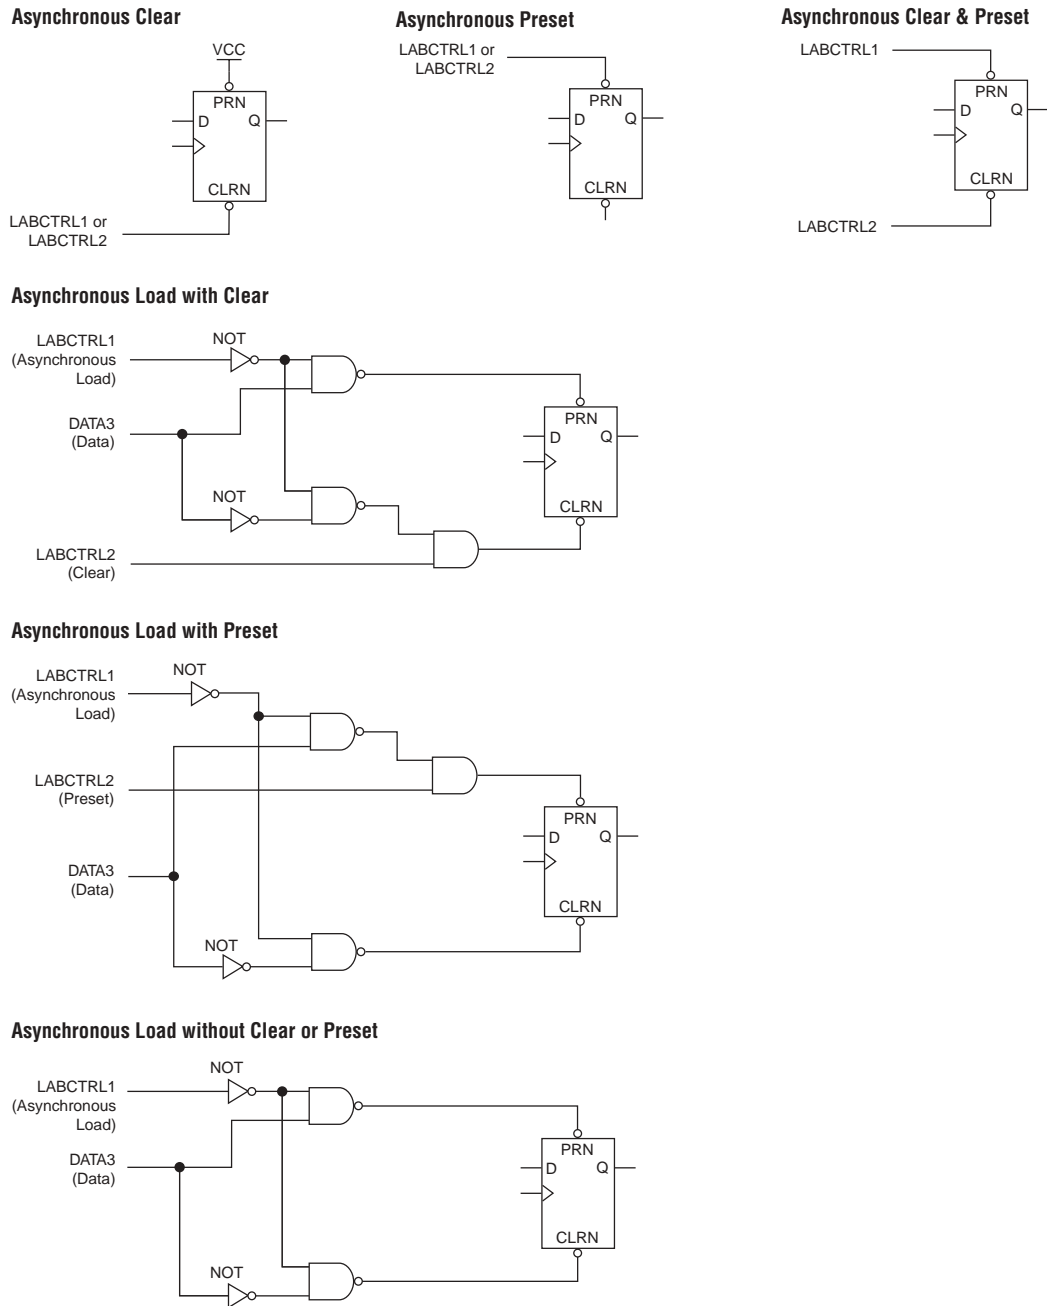 Asynchronous Clear
VCC
PRN
D
Q
CLRN
LABCTRL1 or
LABCTRL2
Asynchronous Preset
LABCTRL1 or
LABCTRL2
PRN
D
Q
CLRN
Asynchronous Clear & Preset
LABCTRL1
PRN
D
Q
CLRN
LABCTRL2
Asynchronous Load with Clear
LABCTRL1
(Asynchronous
Load)
NOT
DATA3
(Data)
NOT
LABCTRL2
(Clear)
PRN
D
Q
CLRN
Asynchronous Load with Preset
LABCTRL1
(Asynchronous
Load)
NOT
LABCTRL2
(Preset)
DATA3
(Data)
NOT
PRN
D
Q
CLRN
Asynchronous Load without Clear or Preset
LABCTRL1
(Asynchronous
Load)
NOT
DATA3
(Data)
NOT
PRN
D
Q
CLRN